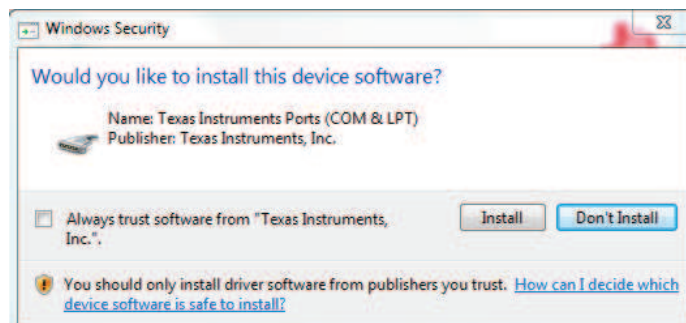 Windows Security
Would you like to install this device software?
Name: Texas Instruments Ports (COM & LPT)
Publisher: Texas Instruments, Inc.
Always trust software from "Texas Instruments,
Inc.".
Install
Don't Install
You should only install driver software from publishers you trust. How can I decide which
device software is safe to install?